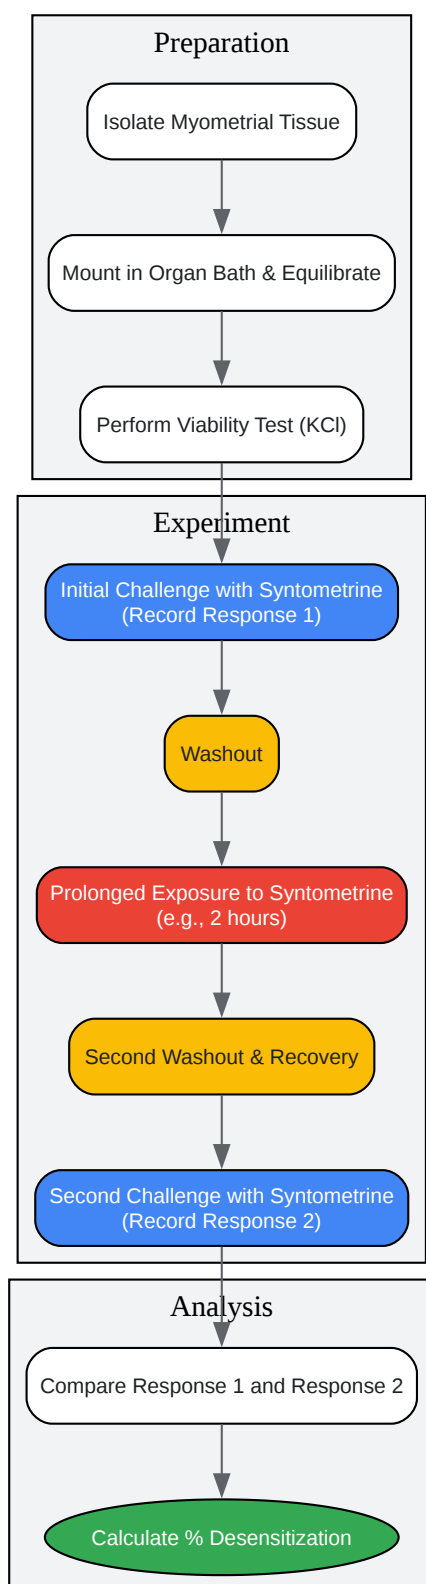 Preparation
Isolate Myometrial Tissue
Mount in Organ Bath & Equilibrate
Perform Viability Test (KCl)
Experiment
Initial Challenge with Syntometrine
(Record Response 1)
Washout
Prolonged Exposure to Syntometrine
(e.g., 2 hours)
Second Washout & Recovery
Second Challenge with Syntometrine
(Record Response 2)
Analysis
Compare Response 1 and Response 2
Calculate % Desensitization